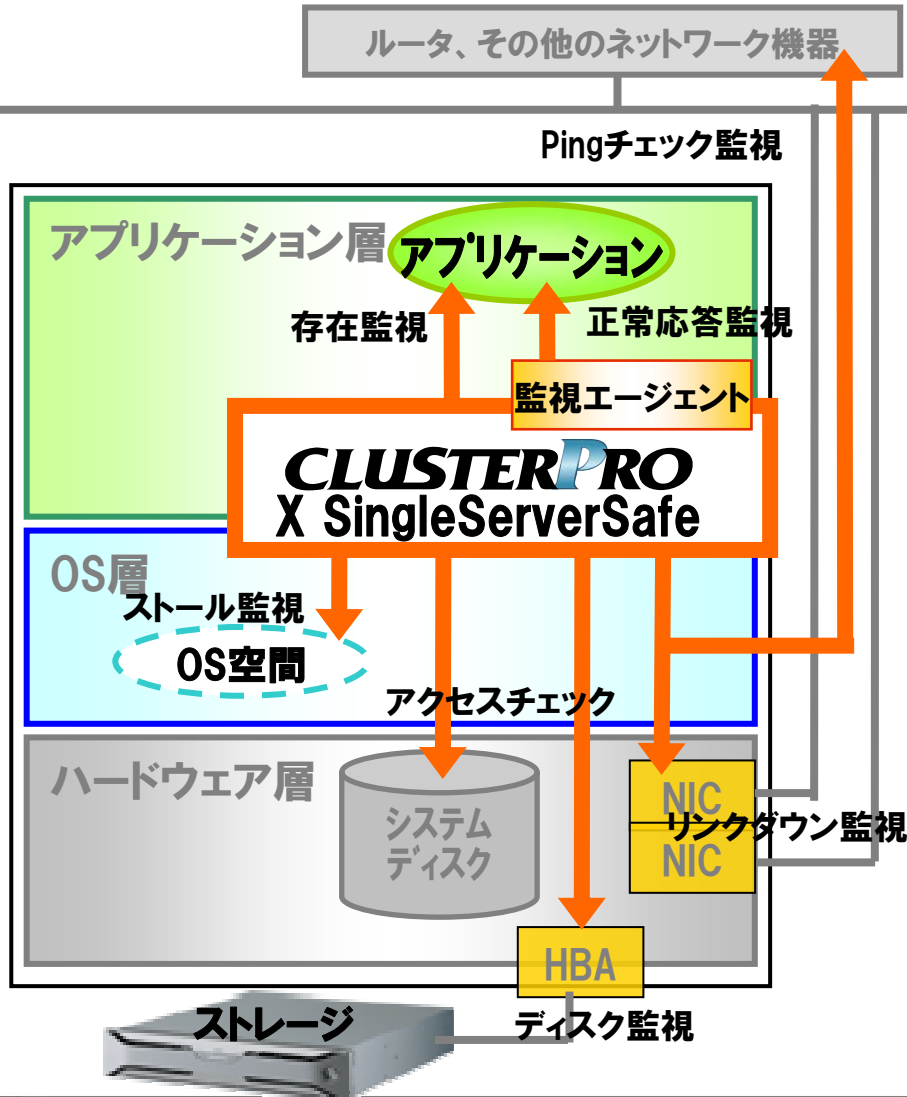 ルータ、その他のネットワーク機器
Pingチェック監視
アプリケーション層
アプリケーション
存在監視
正常応答監視
監視エージェント
CLUSTERPRO
X SingleServerSafe
OS層
ストール監視
OS空間
アクセスチェック
ハードウェア層
システム
ディスク
NIC
リンクダウン監視
NIC
HBA
ストレージ
ディスク監視